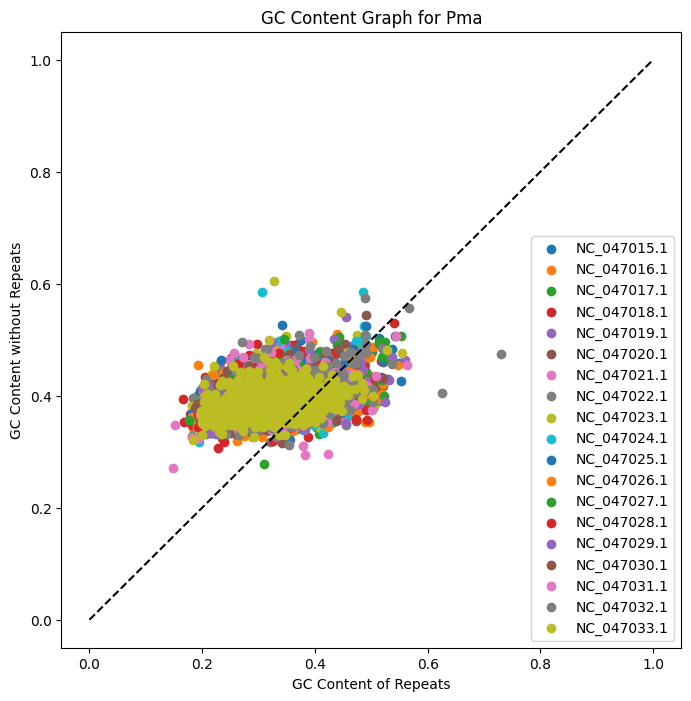 GC Content Graph for Pma
1.0
0.8
0.6
0.4
0.2
0.0
GC Content without Repeats
NC_047015.1
NC_047016.1
NC_047017.1
NC_047018.1
NC_047019.1
NC_047020.1
NC_047021.1
NC_047022.1
NC_047023.1
NC_047024.1
NC_047025.1
NC_047026.1
NC_047027.1
NC_047028.1
NC_047029.1
NC_047030.1
NC_047031.1
NC_047032.1
NC_047033.1
0.0 0.2 0.4 0.6 0.8 1.0
GC Content of Repeats